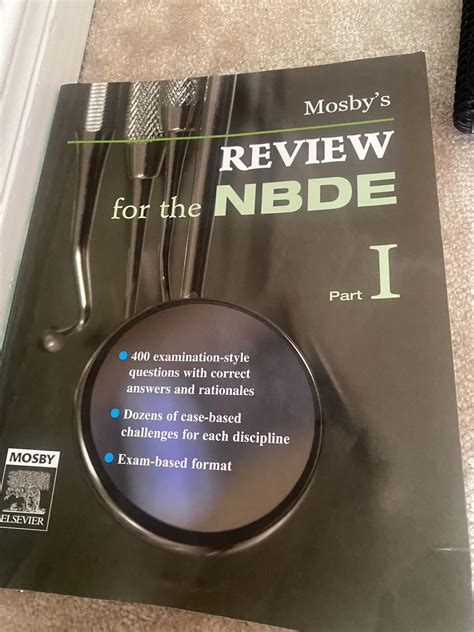 Mosby's
REVIEW
for the NBDE
Part I
400 examination-style
questions with correct
answers and rationales
Dozens of case-based
challenges for each discipline
Exam-based format
MOSBY
ELSEVIER